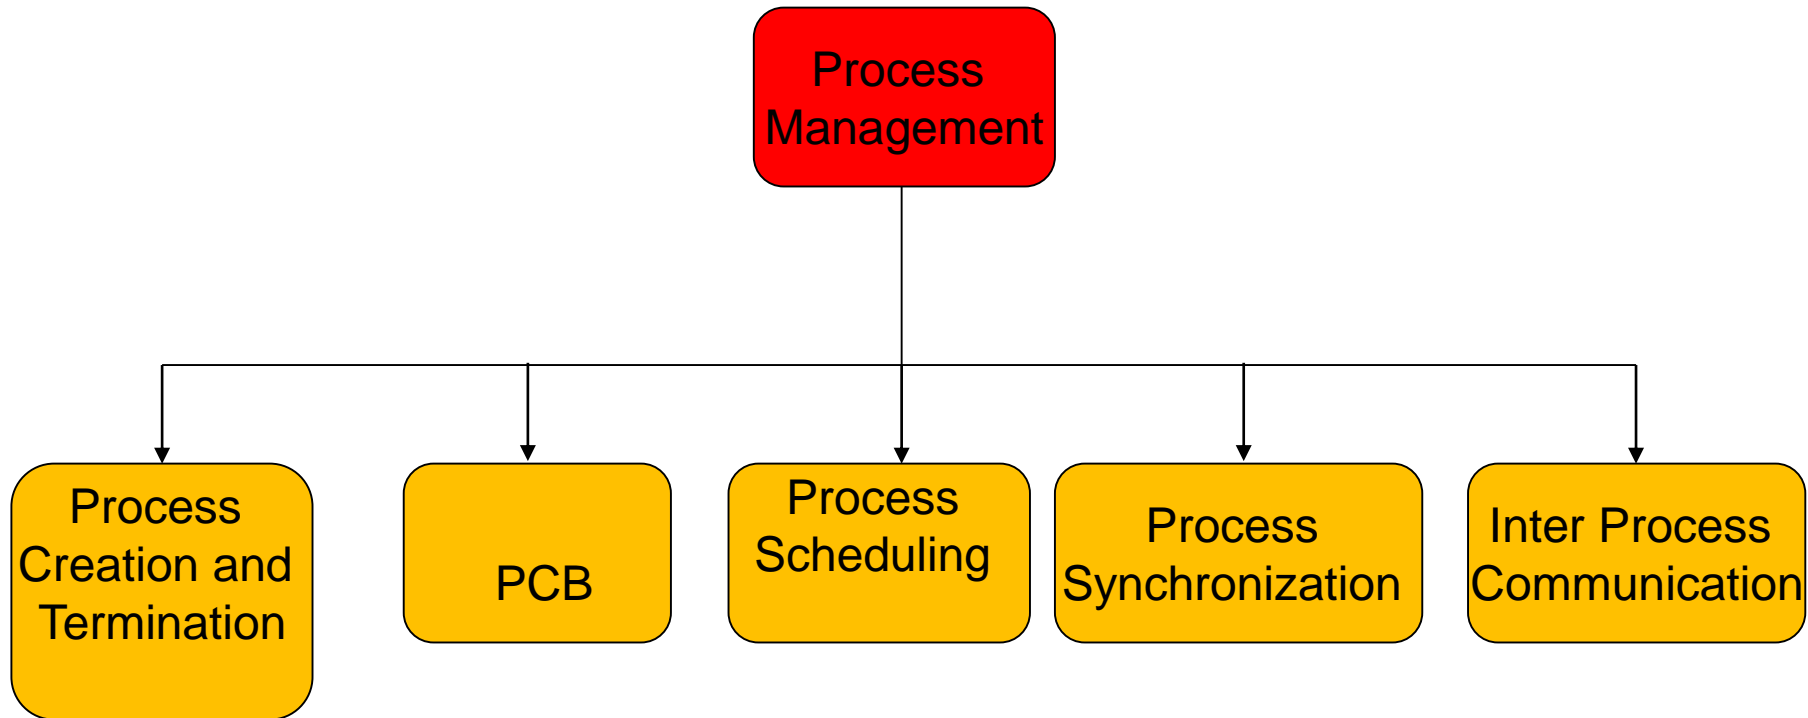 Process
Management
Process
Creation and
Termination
PCB
Process
Scheduling
Process
Synchronization
Inter Process
Communication